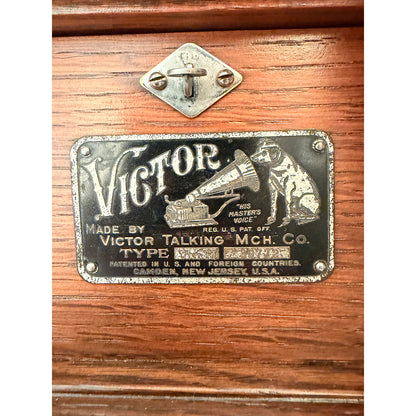 VICTOR
"HIS
MASTER'S
VOICE"
REG. U.S. PAT. OFF.
MADE BY
VICTOR TALKING MCH. CO.
TYPE
PATENTED IN U.S. AND FOREIGN COUNTRIES.
CAMDEN, NEW JERSEY, U.S.A.